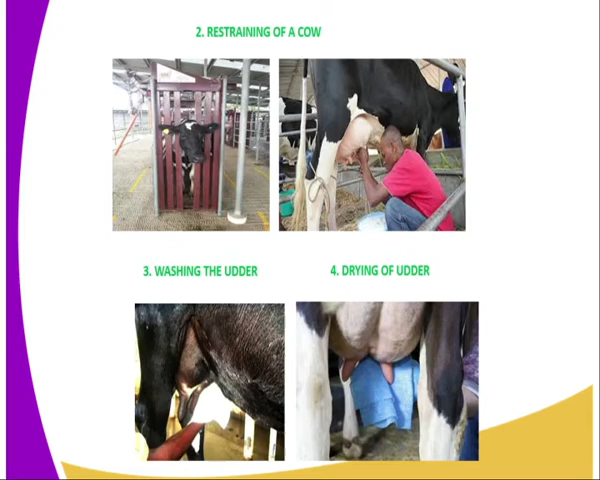 2. RESTRAINING OF A COW
3. WASHING THE UDDER
4. DRYING OF UDDER